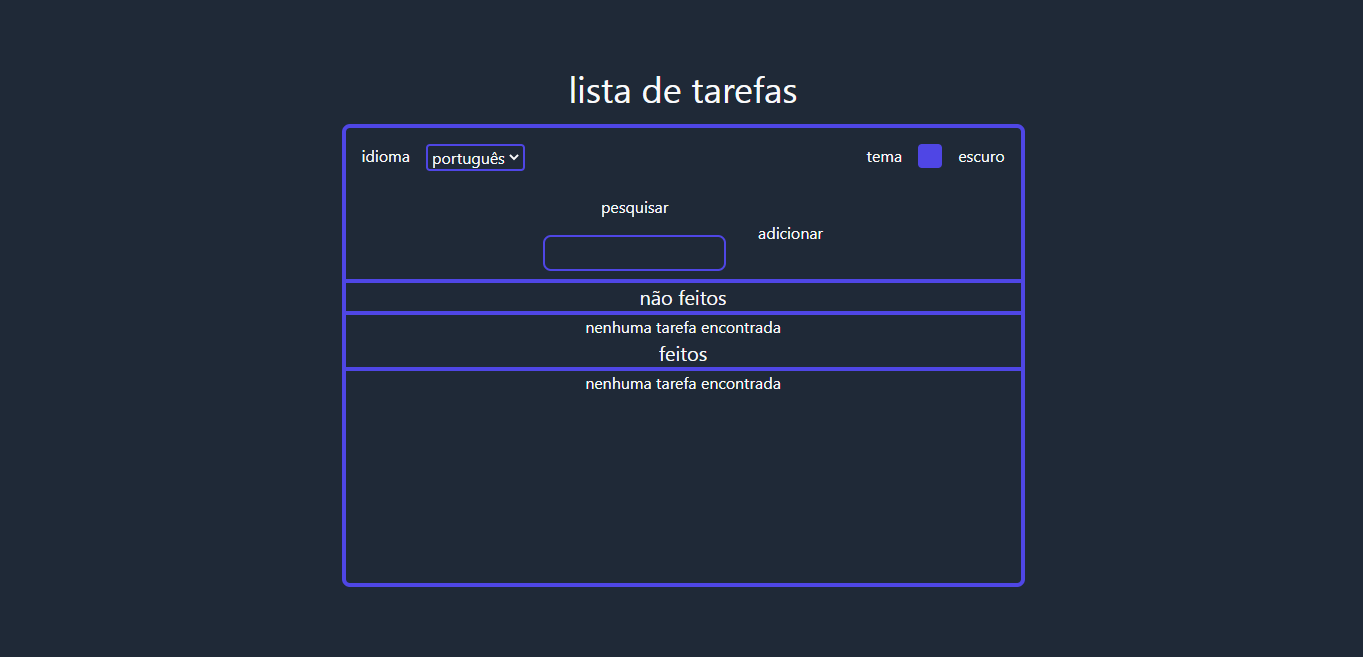 lista de tarefas
idioma português tema escuro
pesquisar
adicionar
não feitos
nenhuma tarefa encontrada
feitos
nenhuma tarefa encontrada